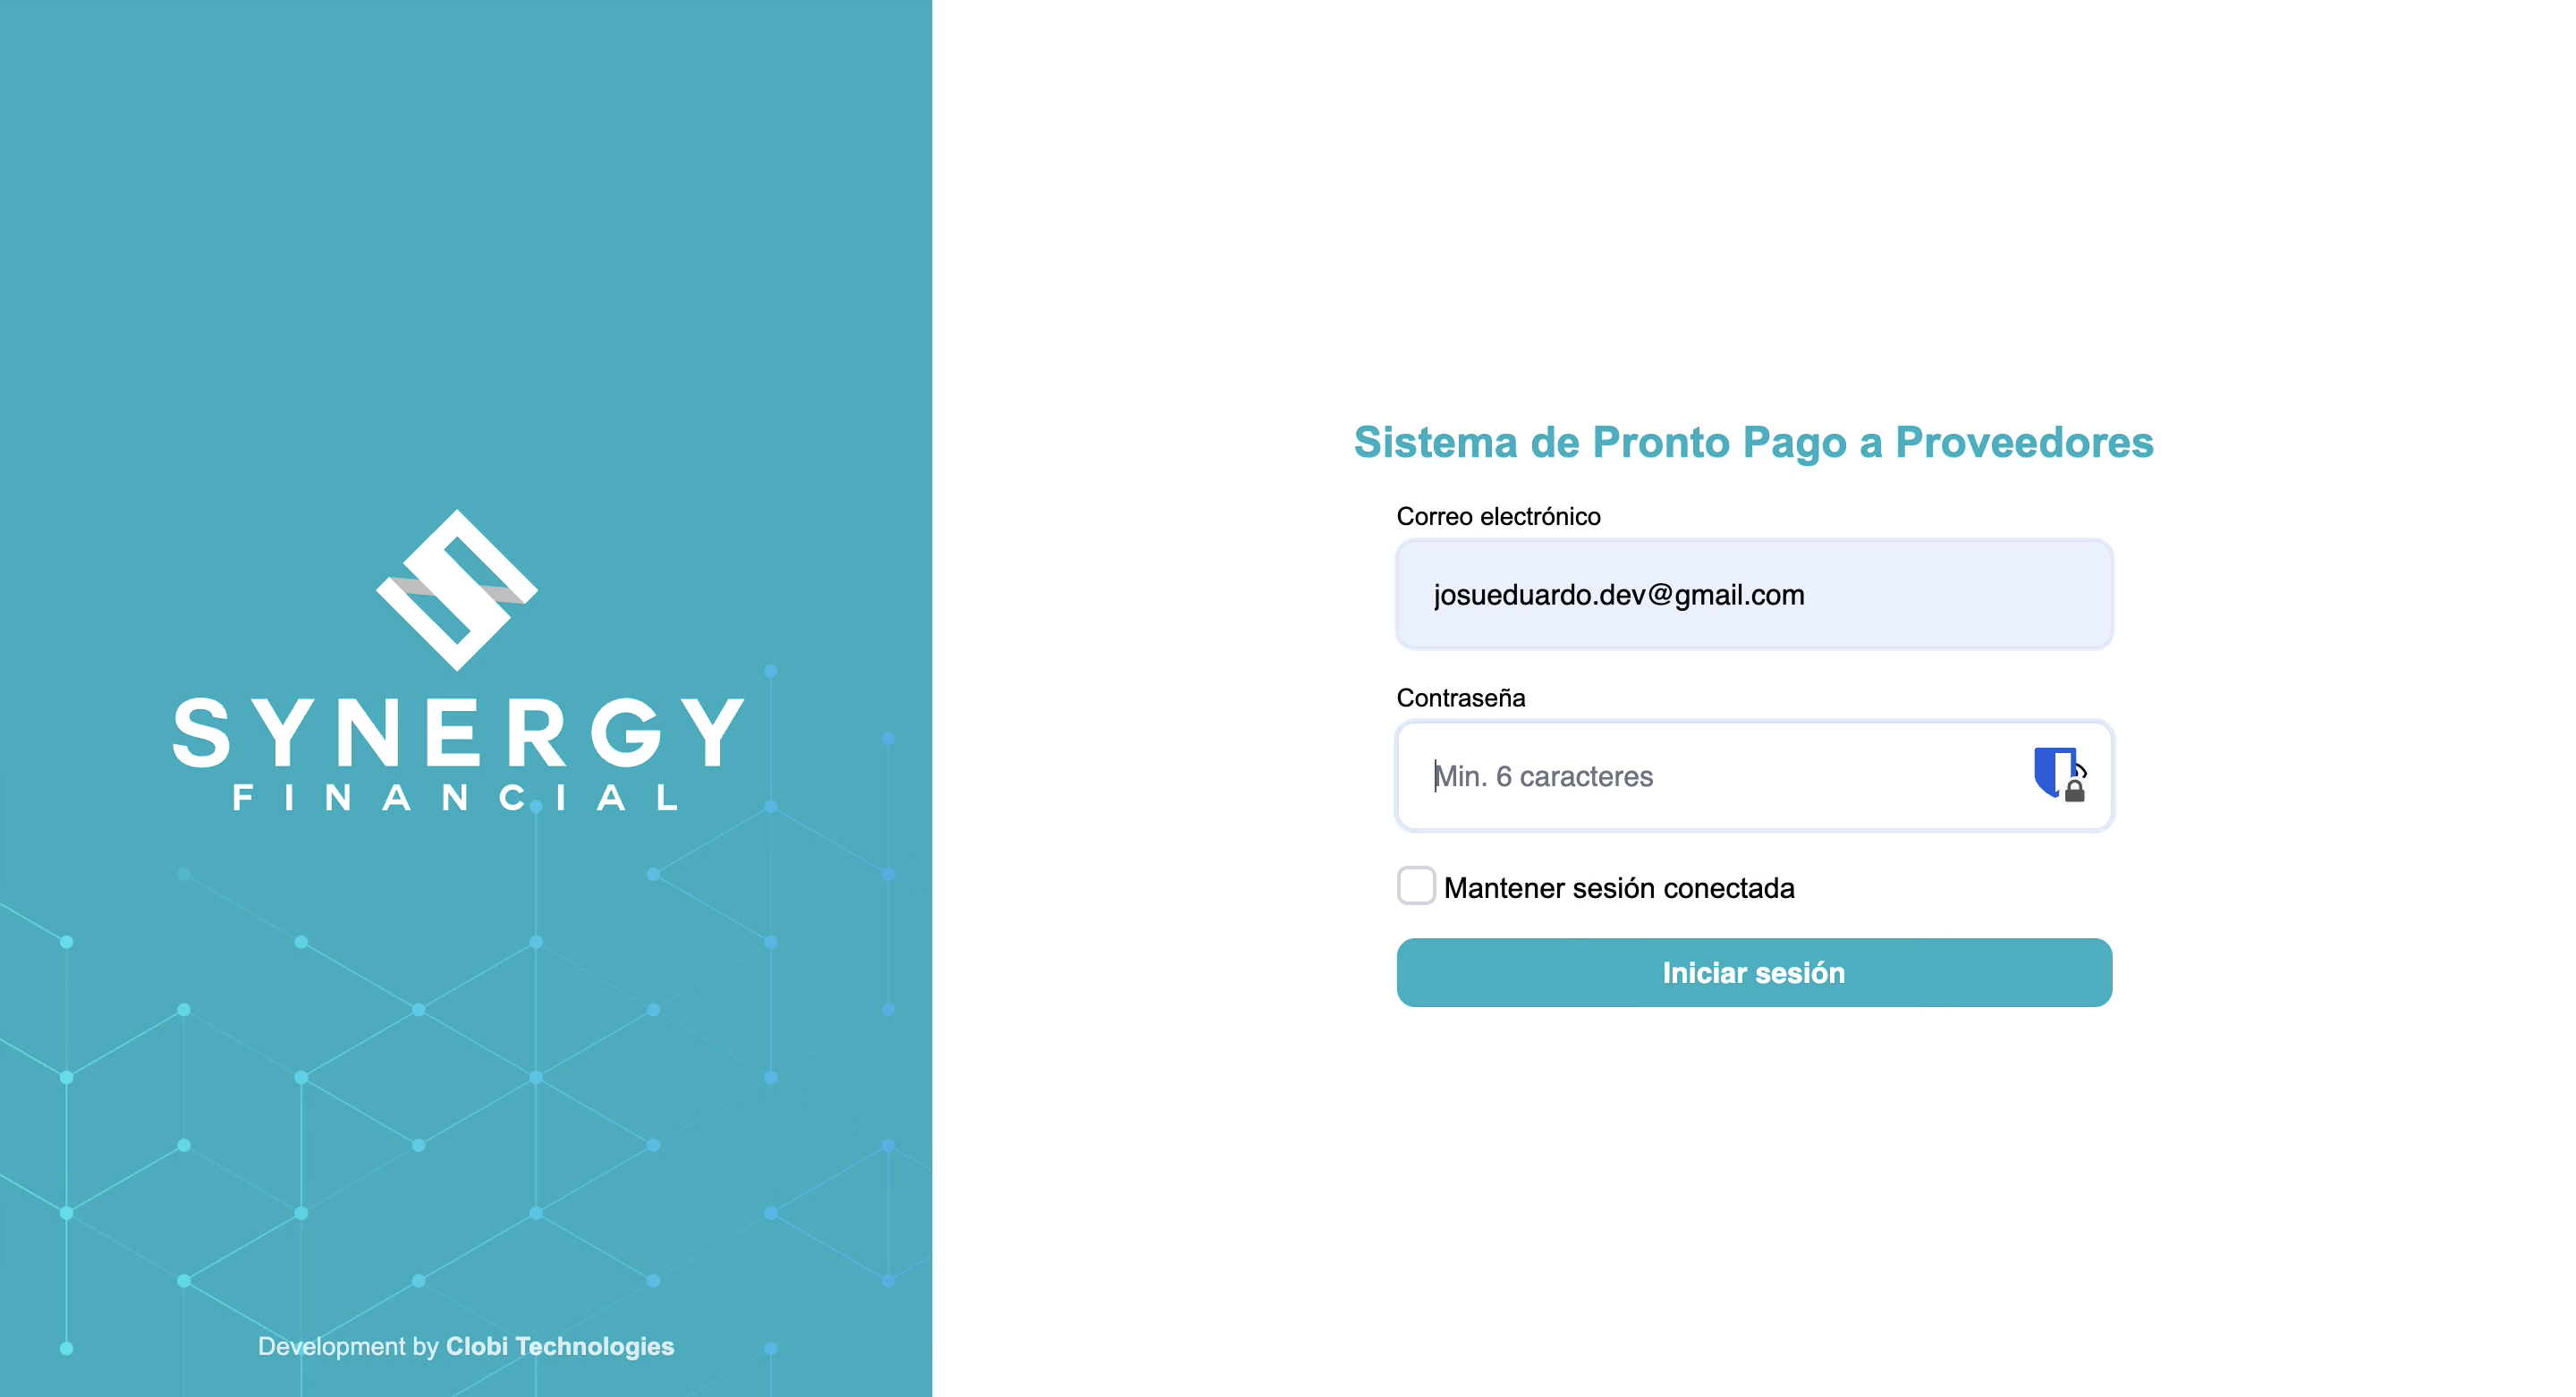 SYNERGY
FINANCIAL
Development by Clobi Technologies
Sistema de Pronto Pago a Proveedores
Correo electrónico
josueduardo.dev@gmail.com
Contraseña
Min. 6 caracteres
Mantener sesión conectada
Iniciar sesión